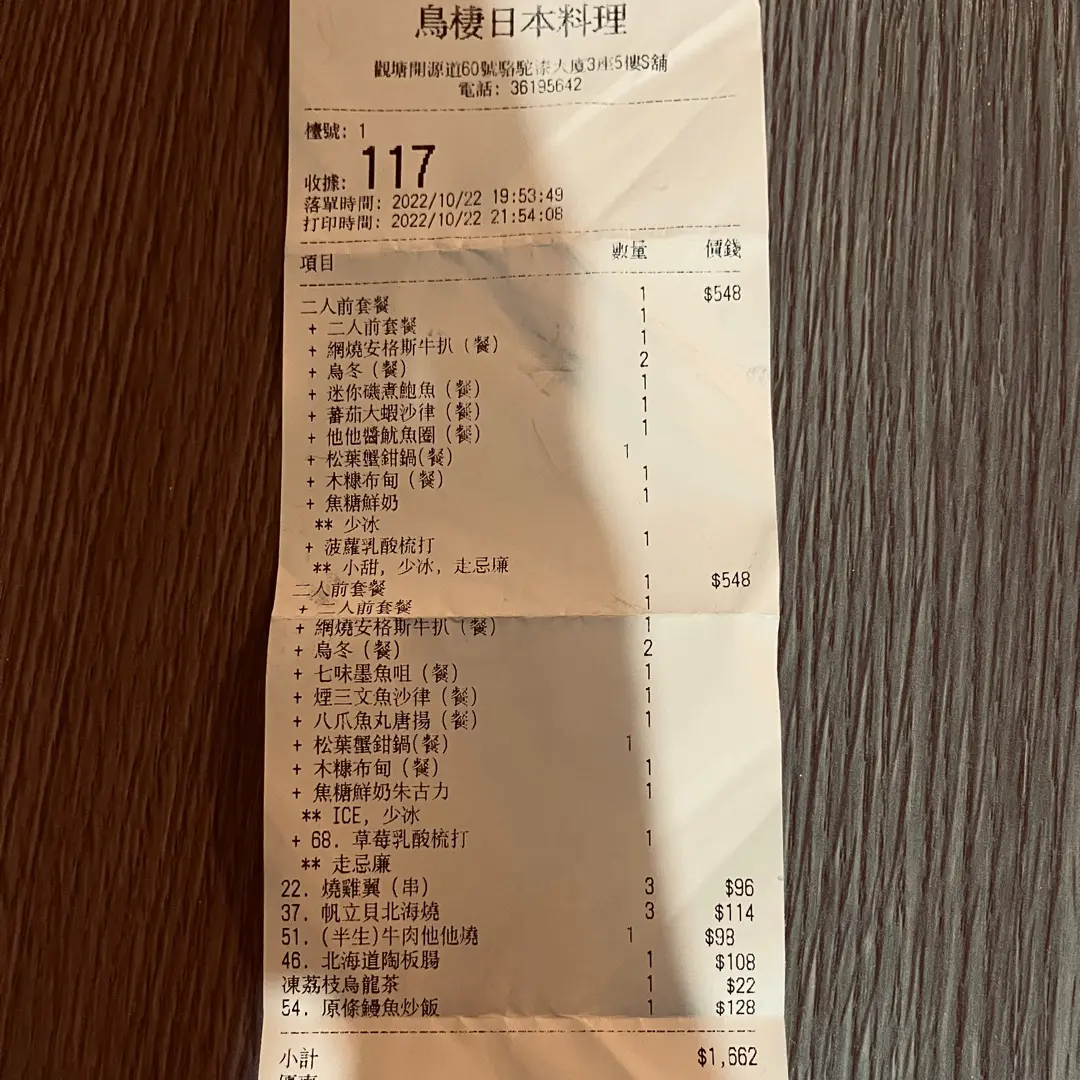 鳥棲日本料理
觀塘開源道60號駱駝漆大廈3座5樓S舖
電話: 36195642
檯號: 1
收據: 117
落單時間: 2022/10/22 19:53:49
打印時間: 2022/10/22 21:54:08
項目 數量 價錢
二人前套餐 1 $548
+ 二人前套餐 1
+ 網燒安格斯牛扒 (餐) 1
+ 烏冬 (餐) 2
+ 迷你磯煮鮑魚 (餐) 1
+ 蕃茄大蝦沙律 (餐) 1
+ 他他醬魷魚圈 (餐) 1
+ 松葉蟹鉗鍋(餐) 1
+ 木糠布甸 (餐) 1
+ 焦糖鮮奶 1
** 少冰
+ 菠蘿乳酸梳打 1
** 小甜, 少冰, 走忌廉
二人前套餐 1 $548
+ 二人前套餐 1
+ 網燒安格斯牛扒 (餐) 1
+ 烏冬 (餐) 2
+ 七味墨魚咀 (餐) 1
+ 煙三文魚沙律 (餐) 1
+ 八爪魚丸唐揚 (餐) 1
+ 松葉蟹鉗鍋(餐) 1
+ 木糠布甸 (餐) 1
+ 焦糖鮮奶朱古力 1
** ICE, 少冰
+ 68. 草莓乳酸梳打 1
** 走忌廉
22. 燒雞翼 (串) 3 $96
37. 帆立貝北海燒 3 $114
51. (半生)牛肉他他燒 1 $98
46. 北海道陶板腸 1 $108
凍荔枝烏龍茶 1 $22
54. 原條鰻魚炒飯 1 $128
小計 $1,662